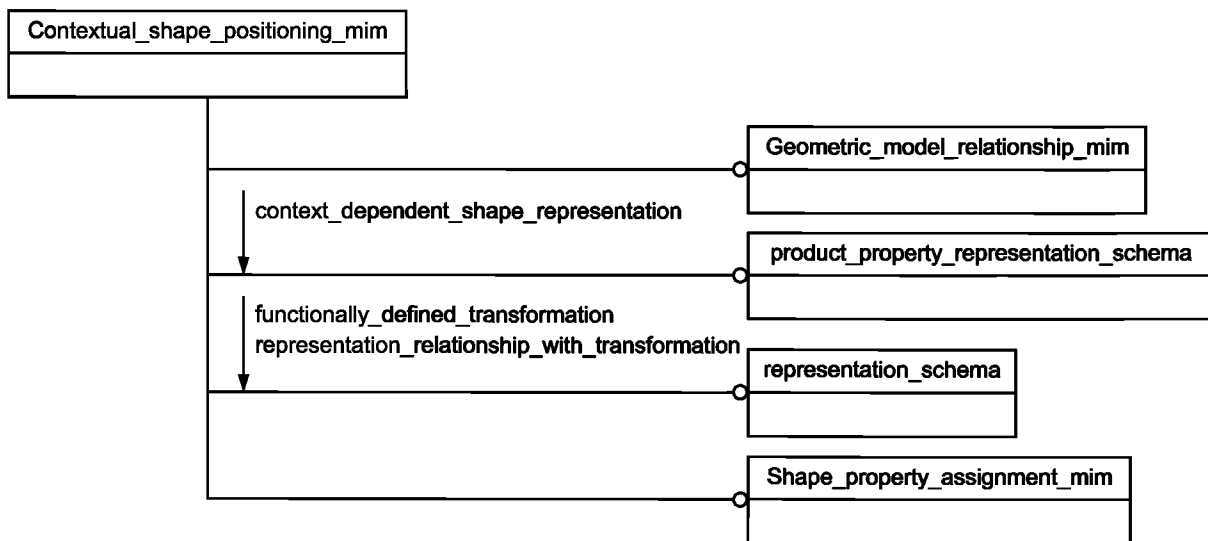 Contextual_shape_positioning_mim
Geometric_model_relationship_mim
context_dependent_shape_representation
product_property_representation_schema
functionally_defined_transformation
representation_relationship_with_transformation
representation_schema
Shape_property_assignment_mim